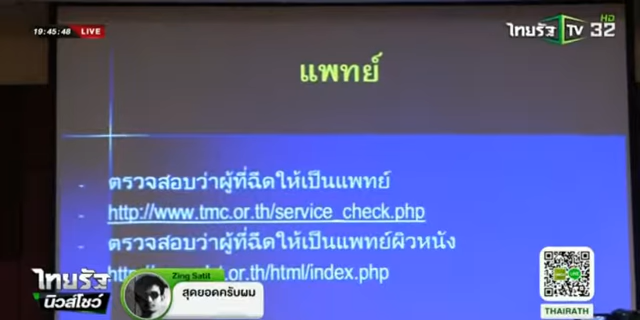 19:45:48 LIVE
ไทยรัฐ TV HD 32
แพทย์
- ตรวจสอบว่าผู้ที่ฉีดให้เป็นแพทย์
- http://www.tmc.or.th/service_check.php
- ตรวจสอบว่าผู้ที่ฉีดให้เป็นแพทย์ผิวหนัง
.or.th/html/index.php
ไทยรัฐ
นิวส์โชว์
Zing Satit
สุดยอดครับผม
THAIRATH